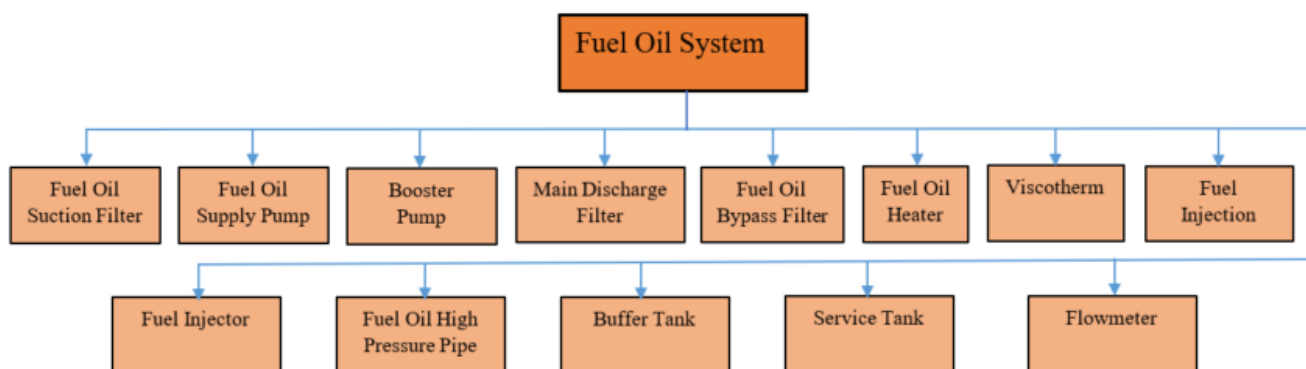 Fuel Oil System
Fuel Oil
Suction Filter
Fuel Oil
Supply Pump
Booster
Pump
Main Discharge
Filter
Fuel Oil
Bypass Filter
Fuel Oil
Heater
Viscotherm
Fuel
Injection
Fuel Injector
Fuel Oil High
Pressure Pipe
Buffer Tank
Service Tank
Flowmeter